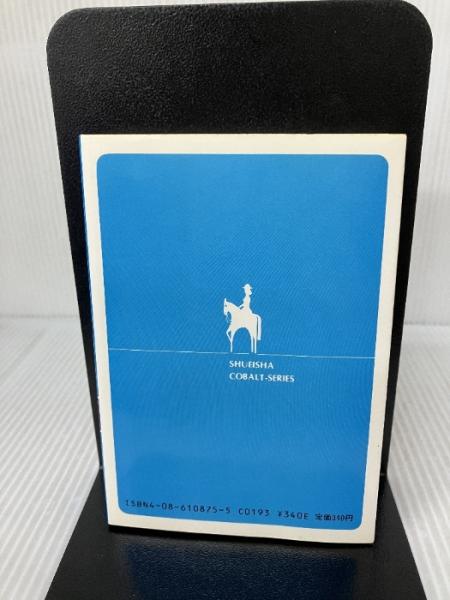 SHUEISHA
COBALT-SERIES
ISBN4-08-610875-5 C0193 ¥340E 定価340円